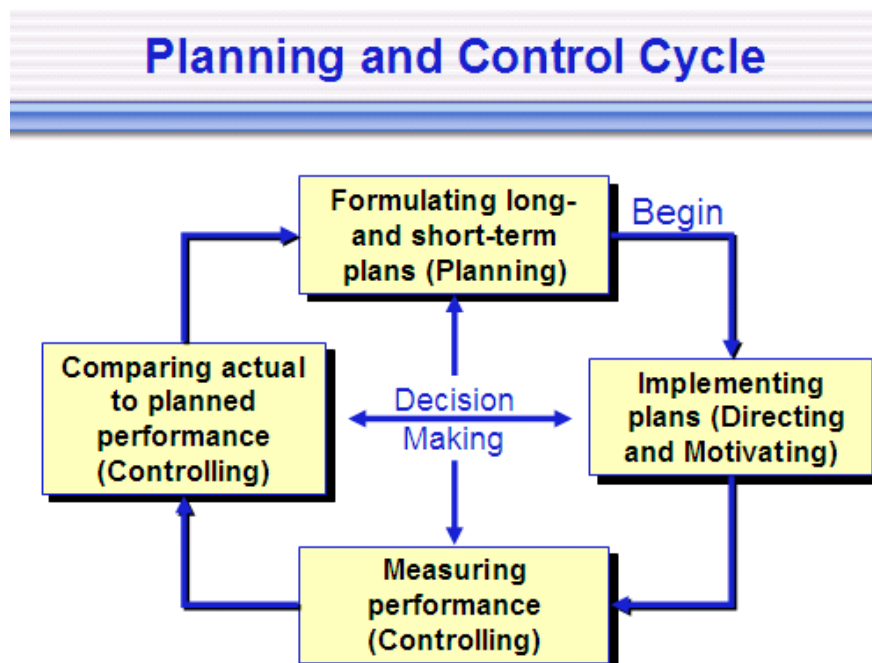 Planning and Control Cycle
Formulating long-
and short-term
plans (Planning)
Begin
Comparing actual
to planned
performance
(Controlling)
Decision
Making
Implementing
plans (Directing
and Motivating)
Measuring
performance
(Controlling)